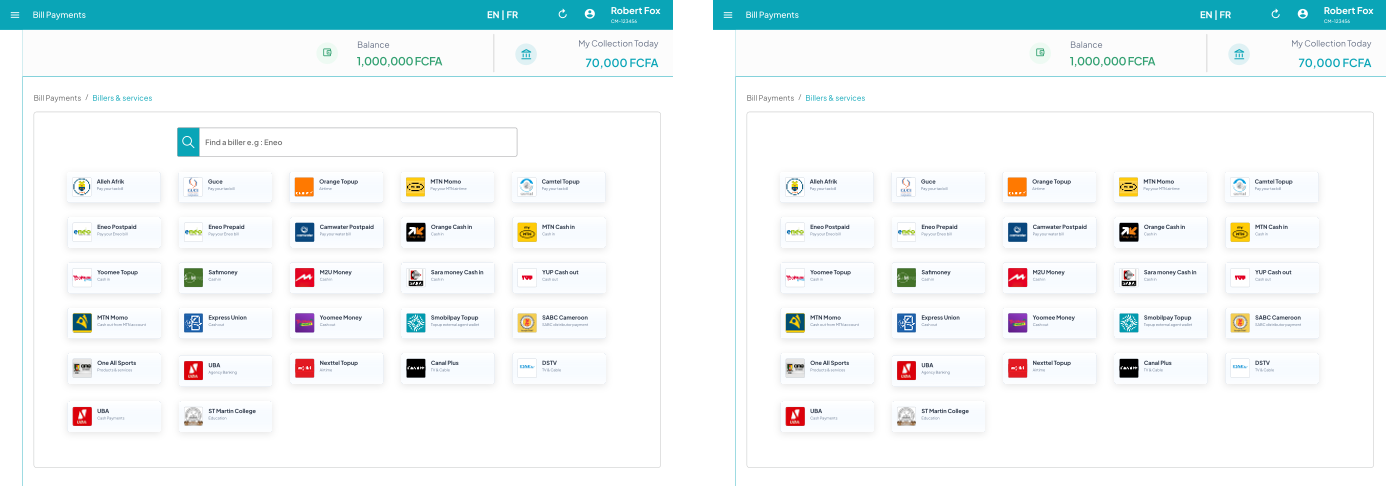 Bill Payments
EN | FR
Robert Fox
CM-123456
Balance
1,000,000 FCFA
My Collection Today
70,000 FCFA
Bill Payments / Billers & services
Find a biller e.g : Eneo
Alleh Afrik
Pay your tax bill
Guce
Pay your tax bill
Orange Topup
Airtime
MTN Momo
Pay your MTN airtime
Camtel Topup
Pay your tax bill
Eneo Postpaid
Pay your Eneo bill
Eneo Prepaid
Pay your Eneo bill
Camwater Postpaid
Pay your water bill
Orange Cash in
Cash in
MTN Cash in
Cash in
Yoomee Topup
Cash in
Safimoney
Cash in
M2U Money
Cash in
Sara money Cash in
Cash in
YUP Cash out
Cash out
MTN Momo
Cash out from MTN account
Express Union
Cash out
Yoomee Money
Cash out
Smobilpay Topup
Topup external agent wallet
SABC Cameroon
SABC distributor payment
One All Sports
Products & services
UBA
Agency Banking
Nexttel Topup
Airtime
Canal Plus
TV & Cable
DSTV
TV & Cable
UBA
Cash Payments
ST Martin College
Education
Bill Payments
EN | FR
Robert Fox
CM-123456
Balance
1,000,000 FCFA
My Collection Today
70,000 FCFA
Bill Payments / Billers & services
Alleh Afrik
Pay your tax bill
Guce
Pay your tax bill
Orange Topup
Airtime
MTN Momo
Pay your MTN airtime
Camtel Topup
Pay your tax bill
Eneo Postpaid
Pay your Eneo bill
Eneo Prepaid
Pay your Eneo bill
Camwater Postpaid
Pay your water bill
Orange Cash in
Cash in
MTN Cash in
Cash in
Yoomee Topup
Cash in
Safimoney
Cash in
M2U Money
Cash in
Sara money Cash in
Cash in
YUP Cash out
Cash out
MTN Momo
Cash out from MTN account
Express Union
Cash out
Yoomee Money
Cash out
Smobilpay Topup
Topup external agent wallet
SABC Cameroon
SABC distributor payment
One All Sports
Products & services
UBA
Agency Banking
Nexttel Topup
Airtime
Canal Plus
TV & Cable
DSTV
TV & Cable
UBA
Cash Payments
ST Martin College
Education